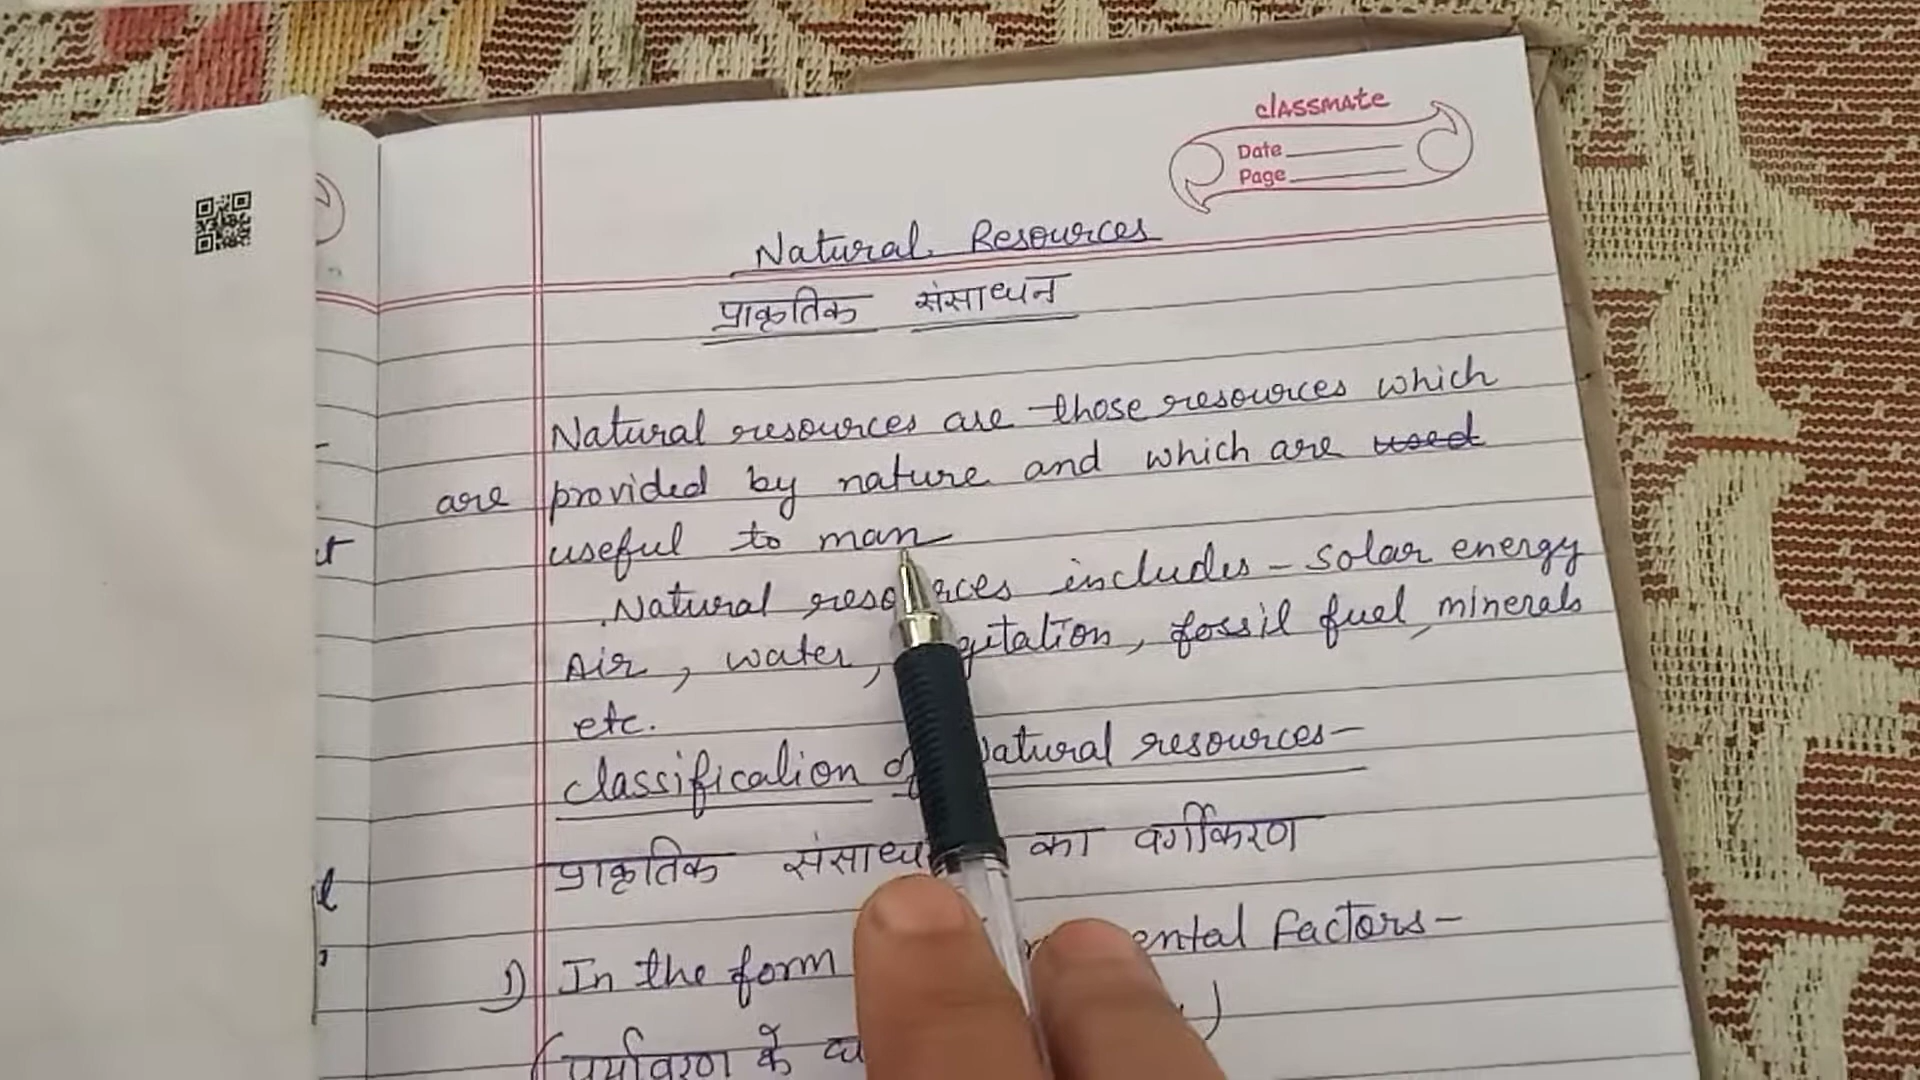 classmate
Date
Page
Natural Resources
प्राकृतिक संसाधन
Natural resources are those resources which
are provided by nature and which are used
useful to man
Natural resources includes - solar energy
Air, water, fossil fuel, minerals
etc.
classification of natural resources-
प्राकृतिक का वर्गीकरण
1) In the form Factors-
(पर्यावरण के